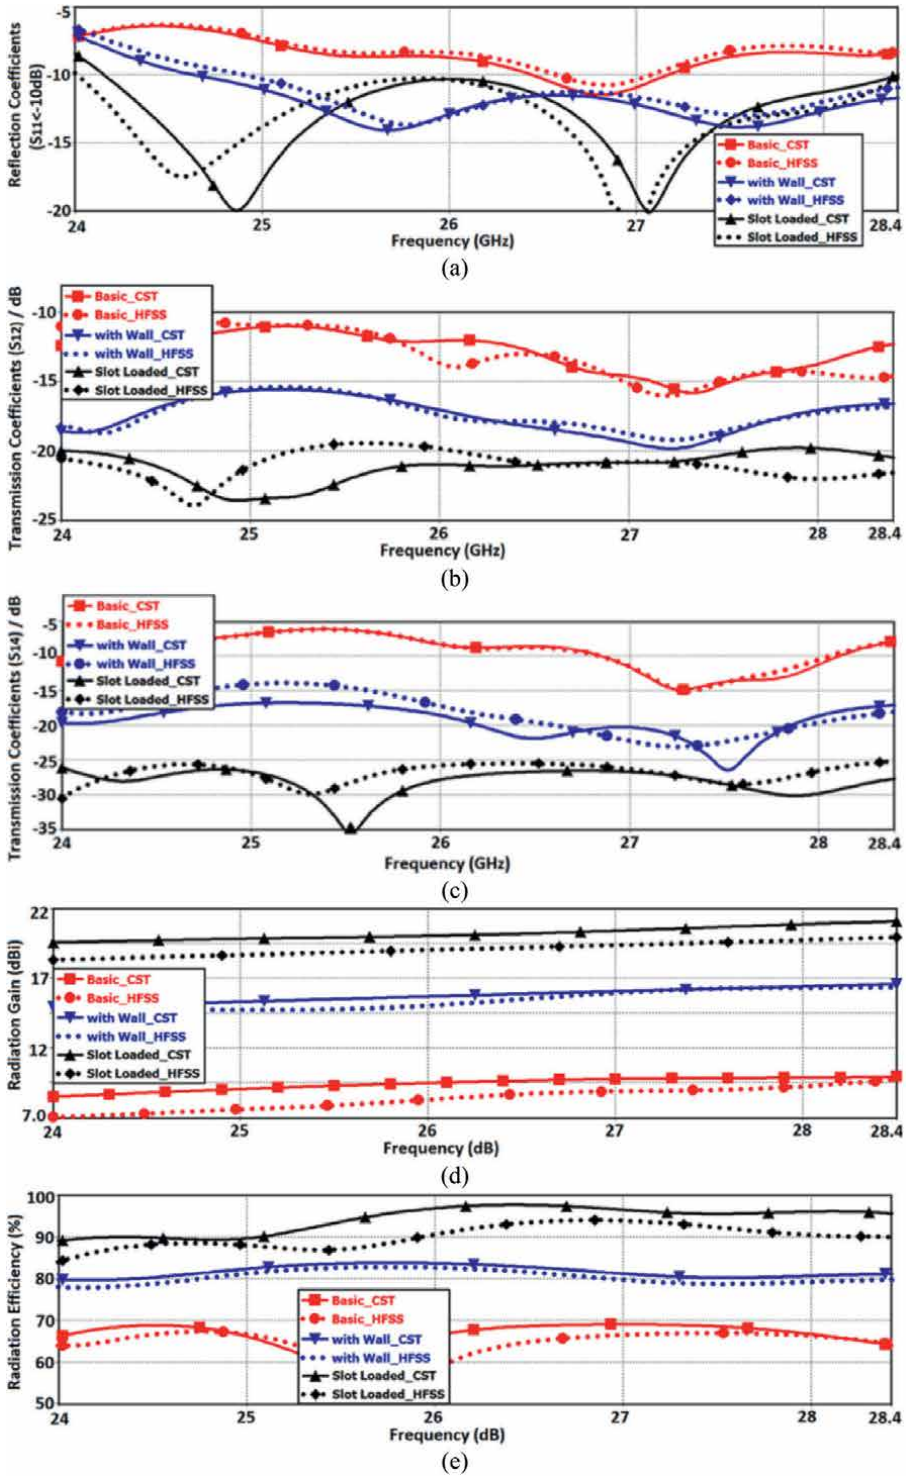 Reflection Coefficients
(S11<-10dB)
-5
-10
-15
-20
Basic_CST
Basic_HFSS
with Wall_CST
with Wall_HFSS
Slot Loaded_CST
Slot Loaded_HFSS
24
25
26
27
28.4
Frequency (GHz)
(a)
Transmission Coefficients (S12) / dB
Basic_CST
Basic_HFSS
with Wall_CST
with Wall_HFSS
Slot Loaded_CST
Slot Loaded_HFSS
-10
-15
-20
-25
24
25
26
27
28
28.4
Frequency (GHz)
(b)
Transmission Coefficients (S14) / dB
Basic_CST
Basic_HFSS
with Wall_CST
with Wall_HFSS
Slot Loaded_CST
Slot Loaded_HFSS
-5
-10
-15
-20
-25
-30
-35
24
25
26
27
28
28.4
Frequency (GHz)
(c)
Radiation Gain (dBi)
22
17
12
7.0
Basic_CST
Basic_HFSS
with Wall_CST
with Wall_HFSS
Slot Loaded_CST
Slot Loaded_HFSS
24
25
26
27
28
28.4
Frequency (dB)
(d)
Radiation Efficiency (%)
100
90
80
70
60
50
Basic_CST
Basic_HFSS
with Wall_CST
with Wall_HFSS
Slot Loaded_CST
Slot Loaded_HFSS
24
25
26
27
28.4
Frequency (dB)
(e)